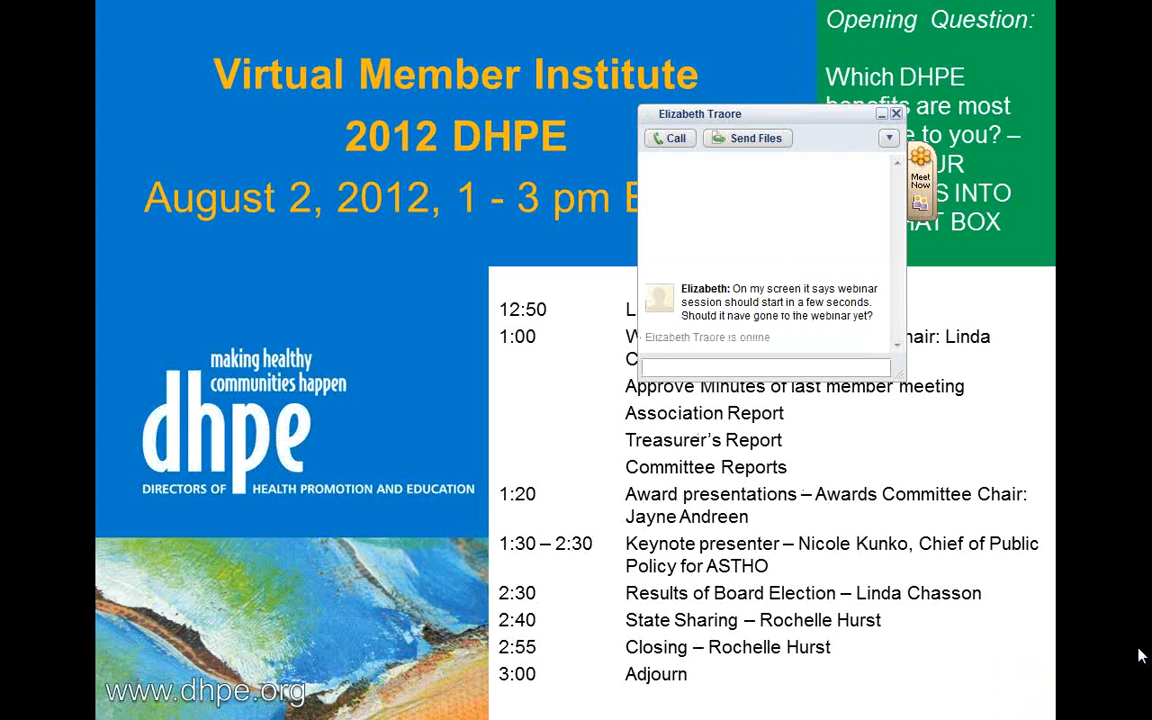 Opening Question:
Virtual Member Institute
2012 DHPE
August 2, 2012, 1 - 3 pm
Which DHPE
benefits are most
to you? –
INTO
BOX
Elizabeth Traore
Call
Send Files
Meet
Now
Elizabeth: On my screen it says webinar
session should start in a few seconds.
Should it have gone to the webinar yet?
Elizabeth Traore is online
12:50
1:00
Linda
Approve Minutes of last member meeting
Association Report
Treasurer's Report
Committee Reports
1:20 Award presentations – Awards Committee Chair:
Jayne Andreen
1:30 – 2:30 Keynote presenter – Nicole Kunko, Chief of Public
Policy for ASTHO
2:30 Results of Board Election – Linda Chasson
2:40 State Sharing – Rochelle Hurst
2:55 Closing – Rochelle Hurst
3:00 Adjourn
making healthy
communities happen
dhpe
DIRECTORS OF HEALTH PROMOTION AND EDUCATION
www.dhpe.org